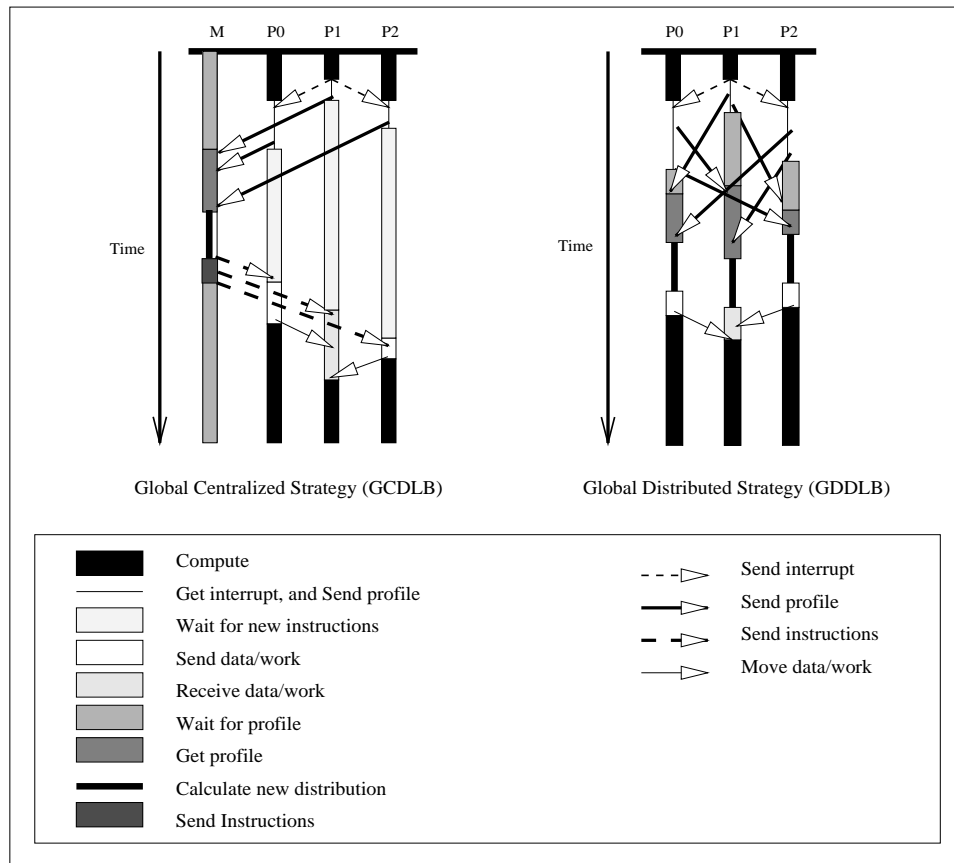 M P0 P1 P2
P0 P1 P2
Time
Time
Global Centralized Strategy (GCDLB)
Global Distributed Strategy (GDDLB)
Compute
Get interrupt, and Send profile
Wait for new instructions
Send data/work
Receive data/work
Wait for profile
Get profile
Calculate new distribution
Send Instructions
Send interrupt
Send profile
Send instructions
Move data/work